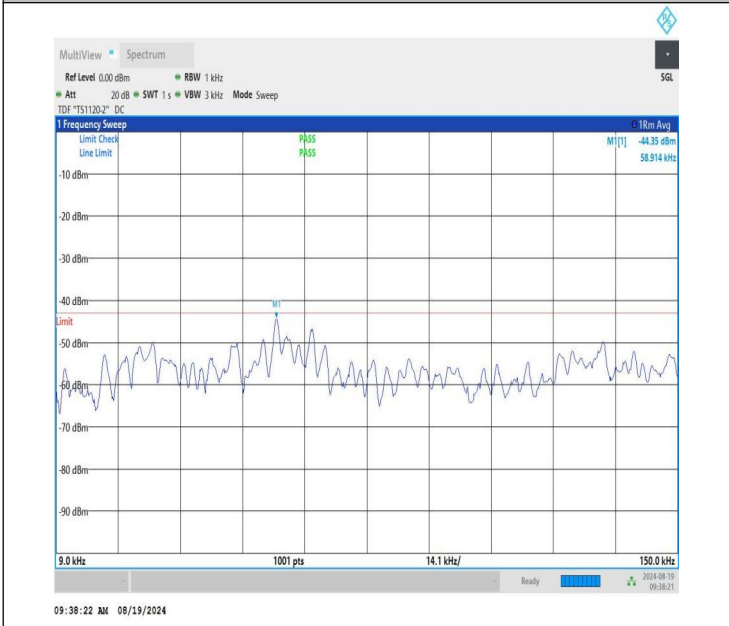 R&S
MultiView Spectrum
Ref Level 0.00 dBm RBW 1 kHz SGL
Att 20 dB SWT 1 s VBW 3 kHz Mode Sweep
TDF "TS1120-2" DC
1 Frequency Sweep 1Rm Avg
Limit Check PASS M1[1] -44.35 dBm
Line Limit PASS 58.914 kHz
-10 dBm
-20 dBm
-30 dBm
-40 dBm
M1
Limit
-50 dBm
-60 dBm
-70 dBm
-80 dBm
-90 dBm
9.0 kHz 1001 pts 14.1 kHz/ 150.0 kHz
Ready 2024-08-19
09:38:21
09:38:22 AM 08/19/2024